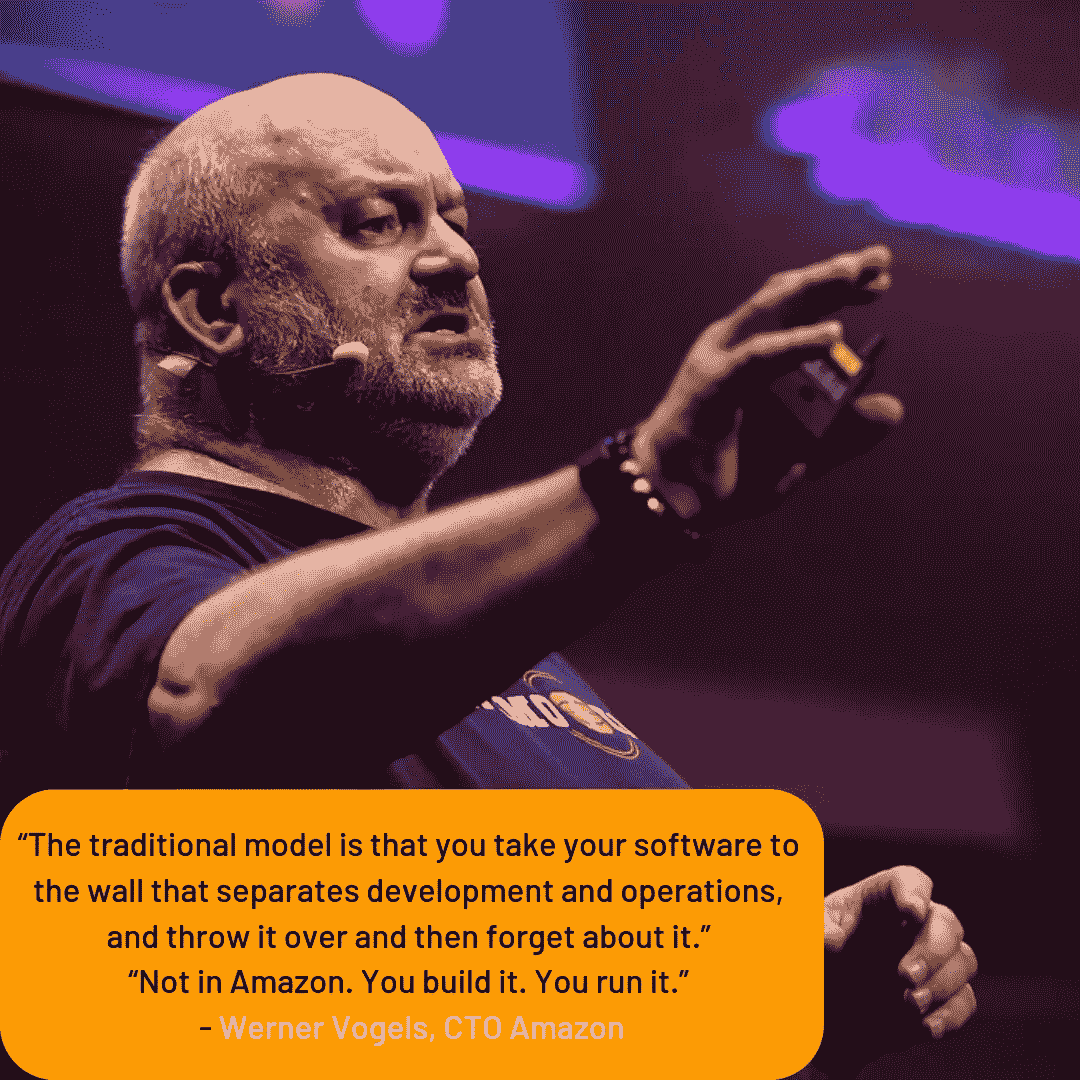 “The traditional model is that you take your software to
the wall that separates development and operations,
and throw it over and then forget about it.”
“Not in Amazon. You build it. You run it.”
- Werner Vogels, CTO Amazon